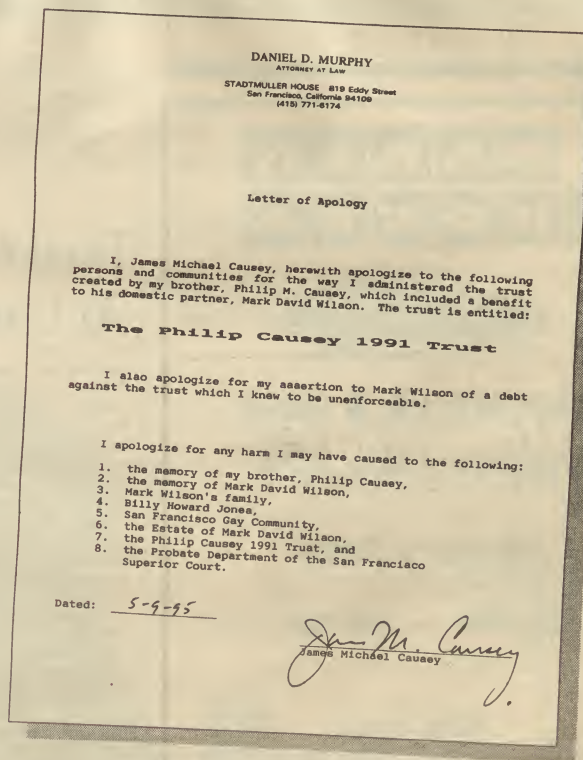 DANIEL D. MURPHY
ATTORNEY AT LAW
STADTMULLER HOUSE 819 Eddy Street
San Francisco, California 94109
(415) 771-6174
Letter of Apology
I, James Michael Causey, herewith apologize to the following
persons and communities for the way I administered the trust
created by my brother, Philip M. Causey, which included a benefit
to his domestic partner, Mark David Wilson. The trust is entitled:
The Philip Causey 1991 Trust
I also apologize for my assertion to Mark Wilson of a debt
against the trust which I knew to be unenforceable.
I apologize for any harm I may have caused to the following:
1. the memory of my brother, Philip Causey,
2. the memory of Mark David Wilson,
3. Mark Wilson's family,
4. Billy Howard Jones,
5. San Francisco Gay Community,
6. the Estate of Mark David Wilson,
7. the Philip Causey 1991 Trust, and
8. the Probate Department of the San Francisco
Superior Court.
Dated: 5-9-95
James M. Causey
James Michael Causey